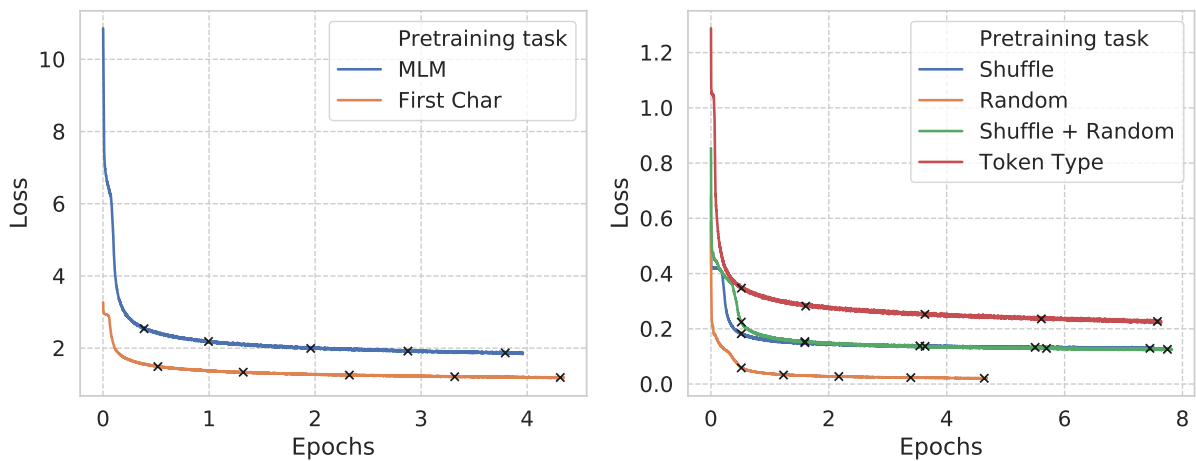 Pretraining task
MLM
First Char
10
8
6
4
2
Loss
0
1
2
3
4
Epochs
Pretraining task
Shuffle
Random
Shuffle + Random
Token Type
1.2
1.0
0.8
0.6
0.4
0.2
0.0
Loss
0
2
4
6
8
Epochs